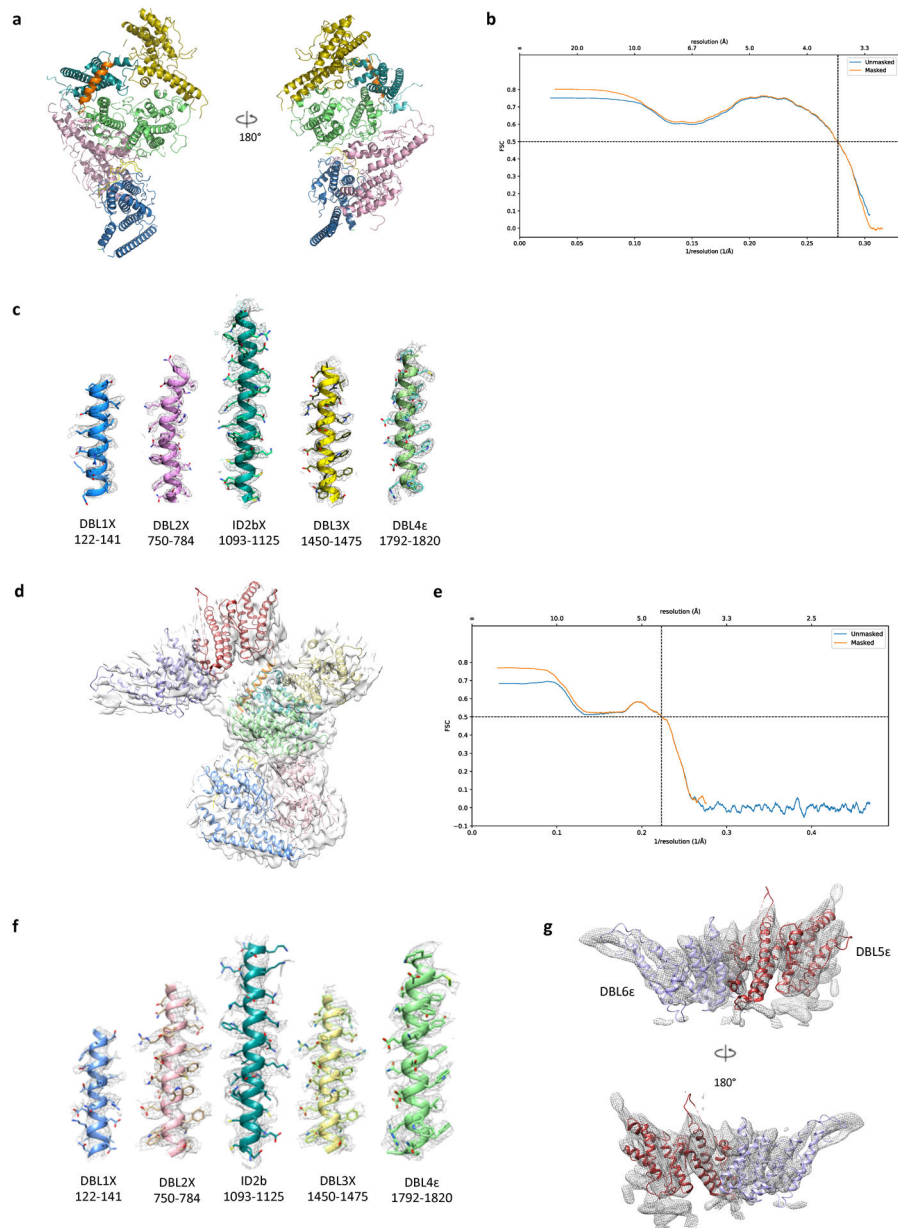 a
180°
b
resolution (Å)
∞ 20.0 10.0 6.7 5.0 4.0 3.3
Unmasked
Masked
FSC
0.8
0.7
0.6
0.5
0.4
0.3
0.2
0.1
0.0
0.00 0.05 0.10 0.15 0.20 0.25 0.30
1/resolution (1/Å)
c
DBL1X DBL2X ID2bX DBL3X DBL4ε
122-141 750-784 1093-1125 1450-1475 1792-1820
d
e
resolution (Å)
∞ 10.0 5.0 3.3 2.5
Unmasked
Masked
FSC
0.8
0.7
0.6
0.5
0.4
0.3
0.2
0.1
0.0
−0.1
0.0 0.1 0.2 0.3 0.4
1/resolution (1/Å)
f
DBL1X DBL2X ID2b DBL3X DBL4ε
122-141 750-784 1093-1125 1450-1475 1792-1820
g
DBL5ε
DBL6ε
180°